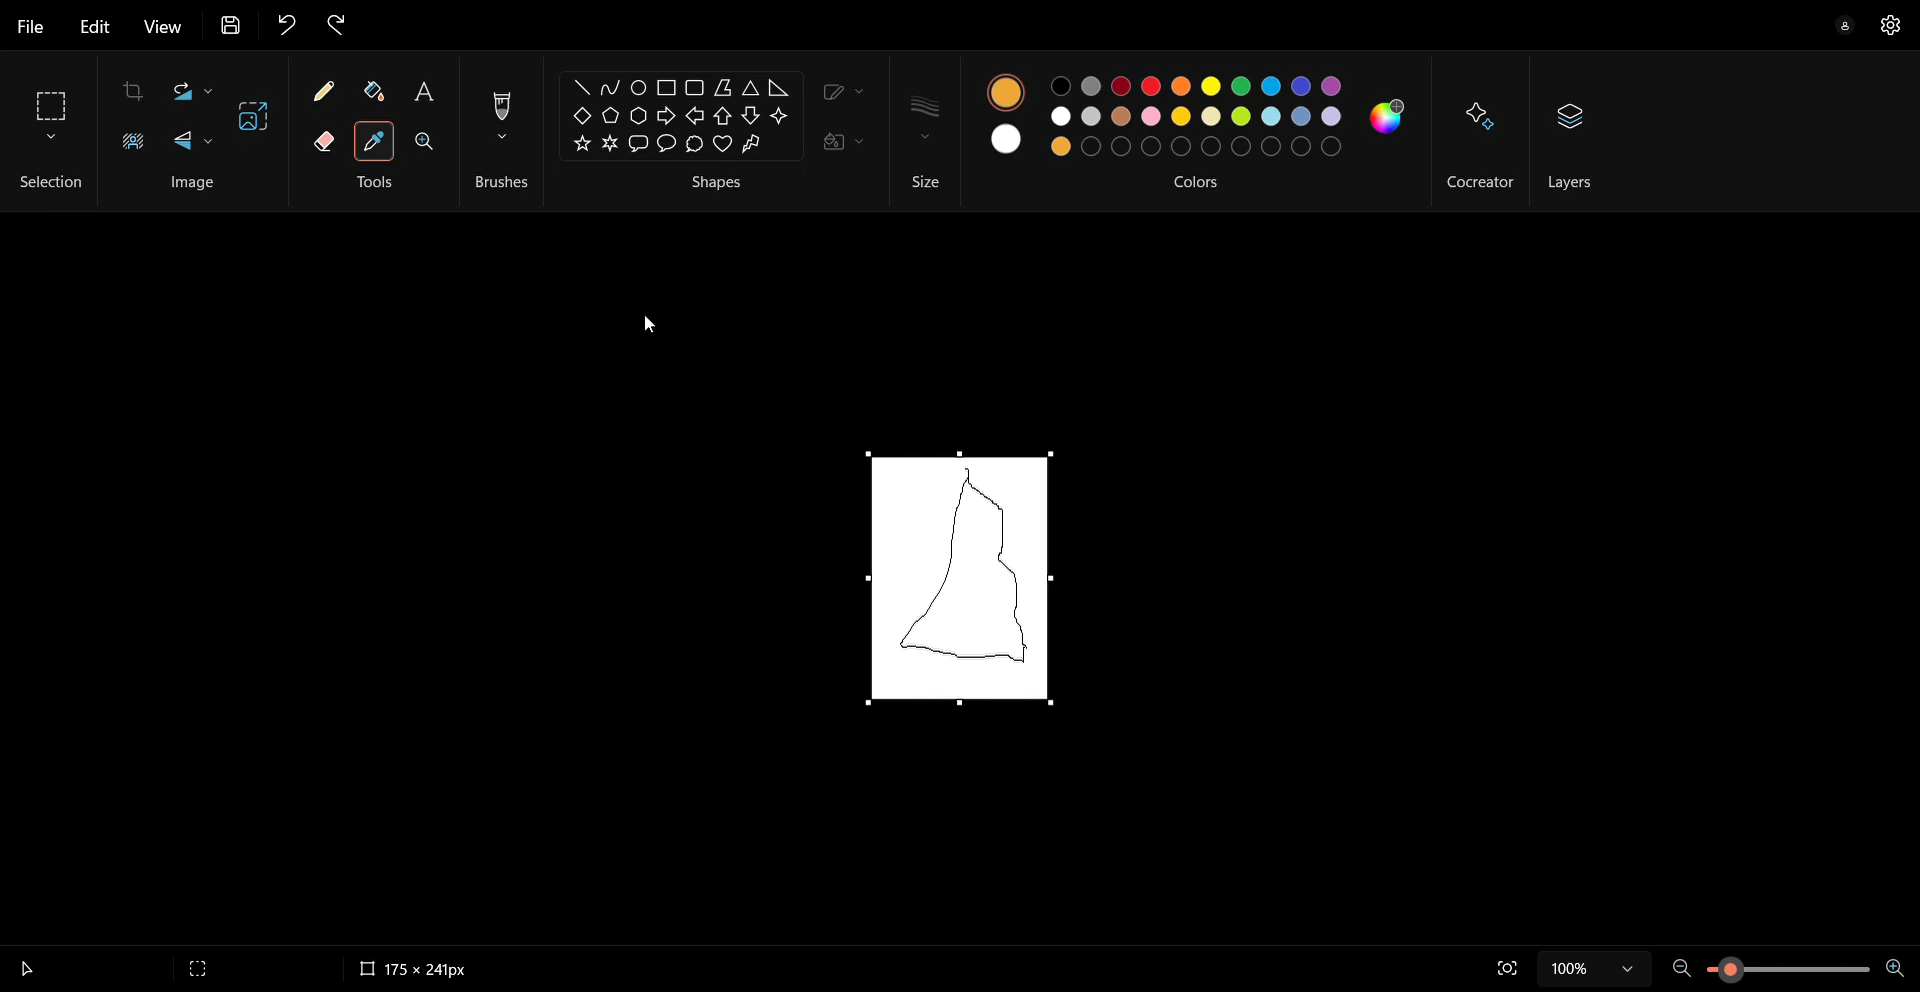 File Edit View
Selection Image Tools Brushes Shapes Size Colors Cocreator Layers
175 × 241px 100%